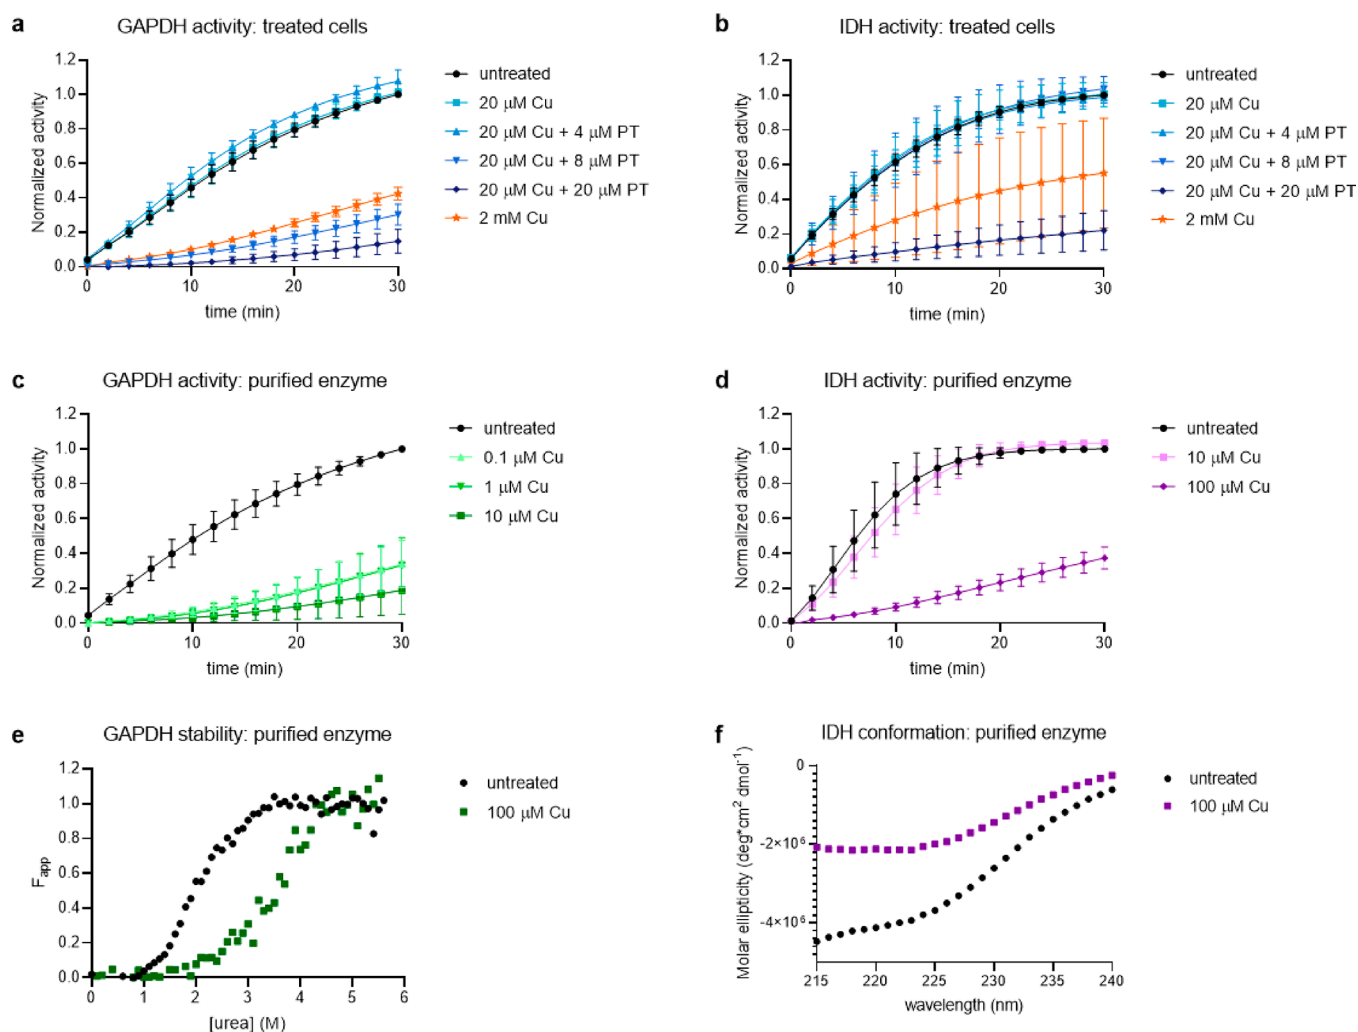 a GAPDH activity: treated cells
1.2
1.0
0.8
0.6
0.4
0.2
0.0
Normalized activity
0 10 20 30
time (min)
untreated
20 µM Cu
20 µM Cu + 4 µM PT
20 µM Cu + 8 µM PT
20 µM Cu + 20 µM PT
2 mM Cu
b IDH activity: treated cells
1.2
1.0
0.8
0.6
0.4
0.2
0.0
Normalized activity
0 10 20 30
time (min)
untreated
20 µM Cu
20 µM Cu + 4 µM PT
20 µM Cu + 8 µM PT
20 µM Cu + 20 µM PT
2 mM Cu
c GAPDH activity: purified enzyme
1.2
1.0
0.8
0.6
0.4
0.2
0.0
Normalized activity
0 10 20 30
time (min)
untreated
0.1 µM Cu
1 µM Cu
10 µM Cu
d IDH activity: purified enzyme
1.2
1.0
0.8
0.6
0.4
0.2
0.0
Normalized activity
0 10 20 30
time (min)
untreated
10 µM Cu
100 µM Cu
e GAPDH stability: purified enzyme
1.2
1.0
0.8
0.6
0.4
0.2
0.0
Fapp
0 1 2 3 4 5 6
[urea] (M)
untreated
100 µM Cu
f IDH conformation: purified enzyme
0
-2×10⁶
-4×10⁶
Molar ellipticity (deg*cm² dmol⁻¹)
215 220 225 230 235 240
wavelength (nm)
untreated
100 µM Cu